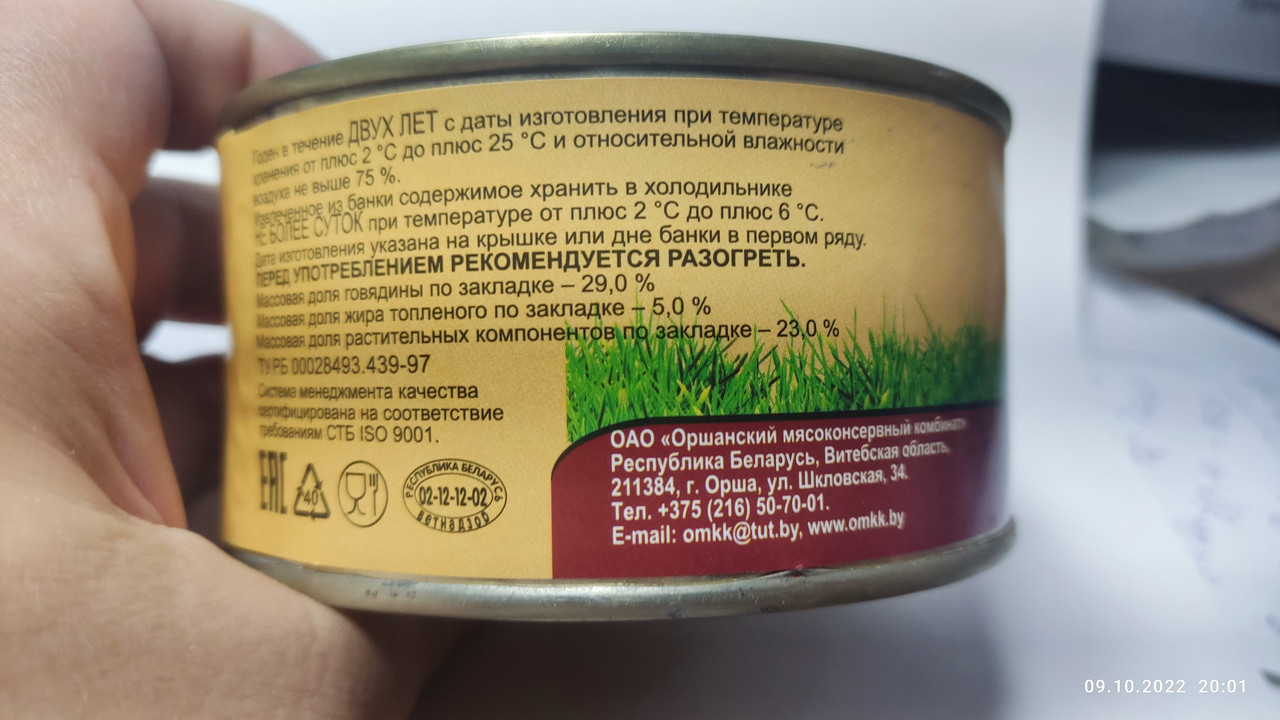 Годен в течение ДВУХ ЛЕТ с даты изготовления при температуре
хранения от плюс 2 °С до плюс 25 °С и относительной влажности
воздуха не выше 75 %.
Извлеченное из банки содержимое хранить в холодильнике
НЕ БОЛЕЕ СУТОК при температуре от плюс 2 °С до плюс 6 °С.
Дата изготовления указана на крышке или дне банки в первом ряду.
ПЕРЕД УПОТРЕБЛЕНИЕМ РЕКОМЕНДУЕТСЯ РАЗОГРЕТЬ.
Массовая доля говядины по закладке – 29,0 %
Массовая доля жира топленого по закладке – 5,0 %
Массовая доля растительных компонентов по закладке – 23,0 %
ТУ РБ 00028493.439-97
Система менеджмента качества
сертифицирована на соответствие
требованиям СТБ ISO 9001.
EAC
40
РЕСПУБЛИКА БЕЛАРУСЬ
02-12-12-02
ветнадзор
ОАО «Оршанский мясоконсервный комбинат»
Республика Беларусь, Витебская область,
211384, г. Орша, ул. Шкловская, 34.
Тел. +375 (216) 50-70-01.
E-mail: omkk@tut.by, www.omkk.by
09.10.2022 20:01